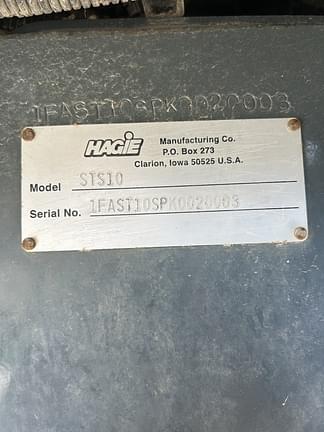 1FAST10SPK0020003
HAGIE Manufacturing Co.
P.O. Box 273
Clarion, Iowa 50525 U.S.A.
Model STS10
Serial No. 1FAST10SPK0020003